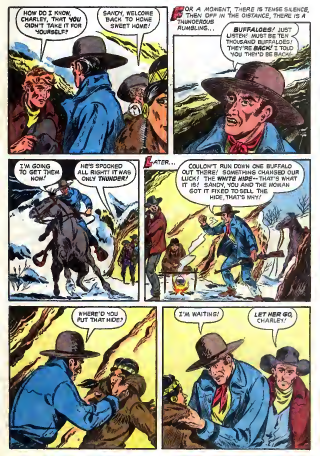 HOW DO I KNOW,
CHARLEY, THAT YOU
DIDN'T TAKE IT FOR
YOURSELF?
SANDY, WELCOME
BACK TO HOME
SWEET HOME!
FOR A MOMENT, THERE IS TENSE SILENCE,
THEN OFF IN THE DISTANCE, THERE IS A
THUNDEROUS
RUMBLING...
BUFFALOES! JUST
LISTEN! MUST BE TEN
THOUSAND BUFFALOES!
THEY'RE BACK! I TOLD
YOU THEY'D BE BACK!
I'M GOING
TO GET THEM
NOW!
HE'S SPOOKED
ALL RIGHT! IT WAS
ONLY THUNDER!
LATER...
COULDN'T RUN DOWN ONE BUFFALO
OUT THERE! SOMETHING CHANGED OUR
LUCK! THE WHITE HIDE-- THAT'S WHAT
IT IS! SANDY, YOU AND THE WOMAN
GOT IT FIXED TO SELL THE
HIDE, THAT'S WHY!
WHERE'D YOU
PUT THAT HIDE?
I'M WAITING!
LET HER GO,
CHARLEY!